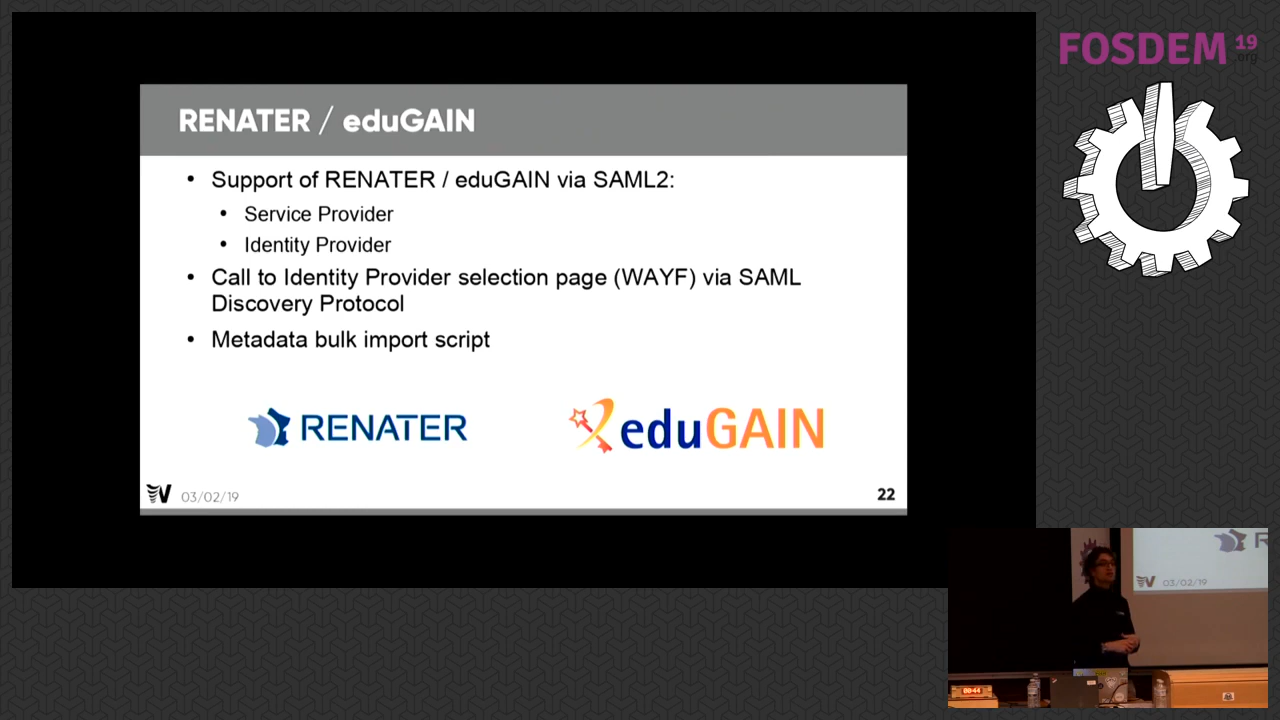 FOSDEM 19
.org
RENATER / eduGAIN
• Support of RENATER / eduGAIN via SAML2:
• Service Provider
• Identity Provider
• Call to Identity Provider selection page (WAYF) via SAML
Discovery Protocol
• Metadata bulk import script
RENATER
eduGAIN
W 03/02/19
22
R
W 03/02/19